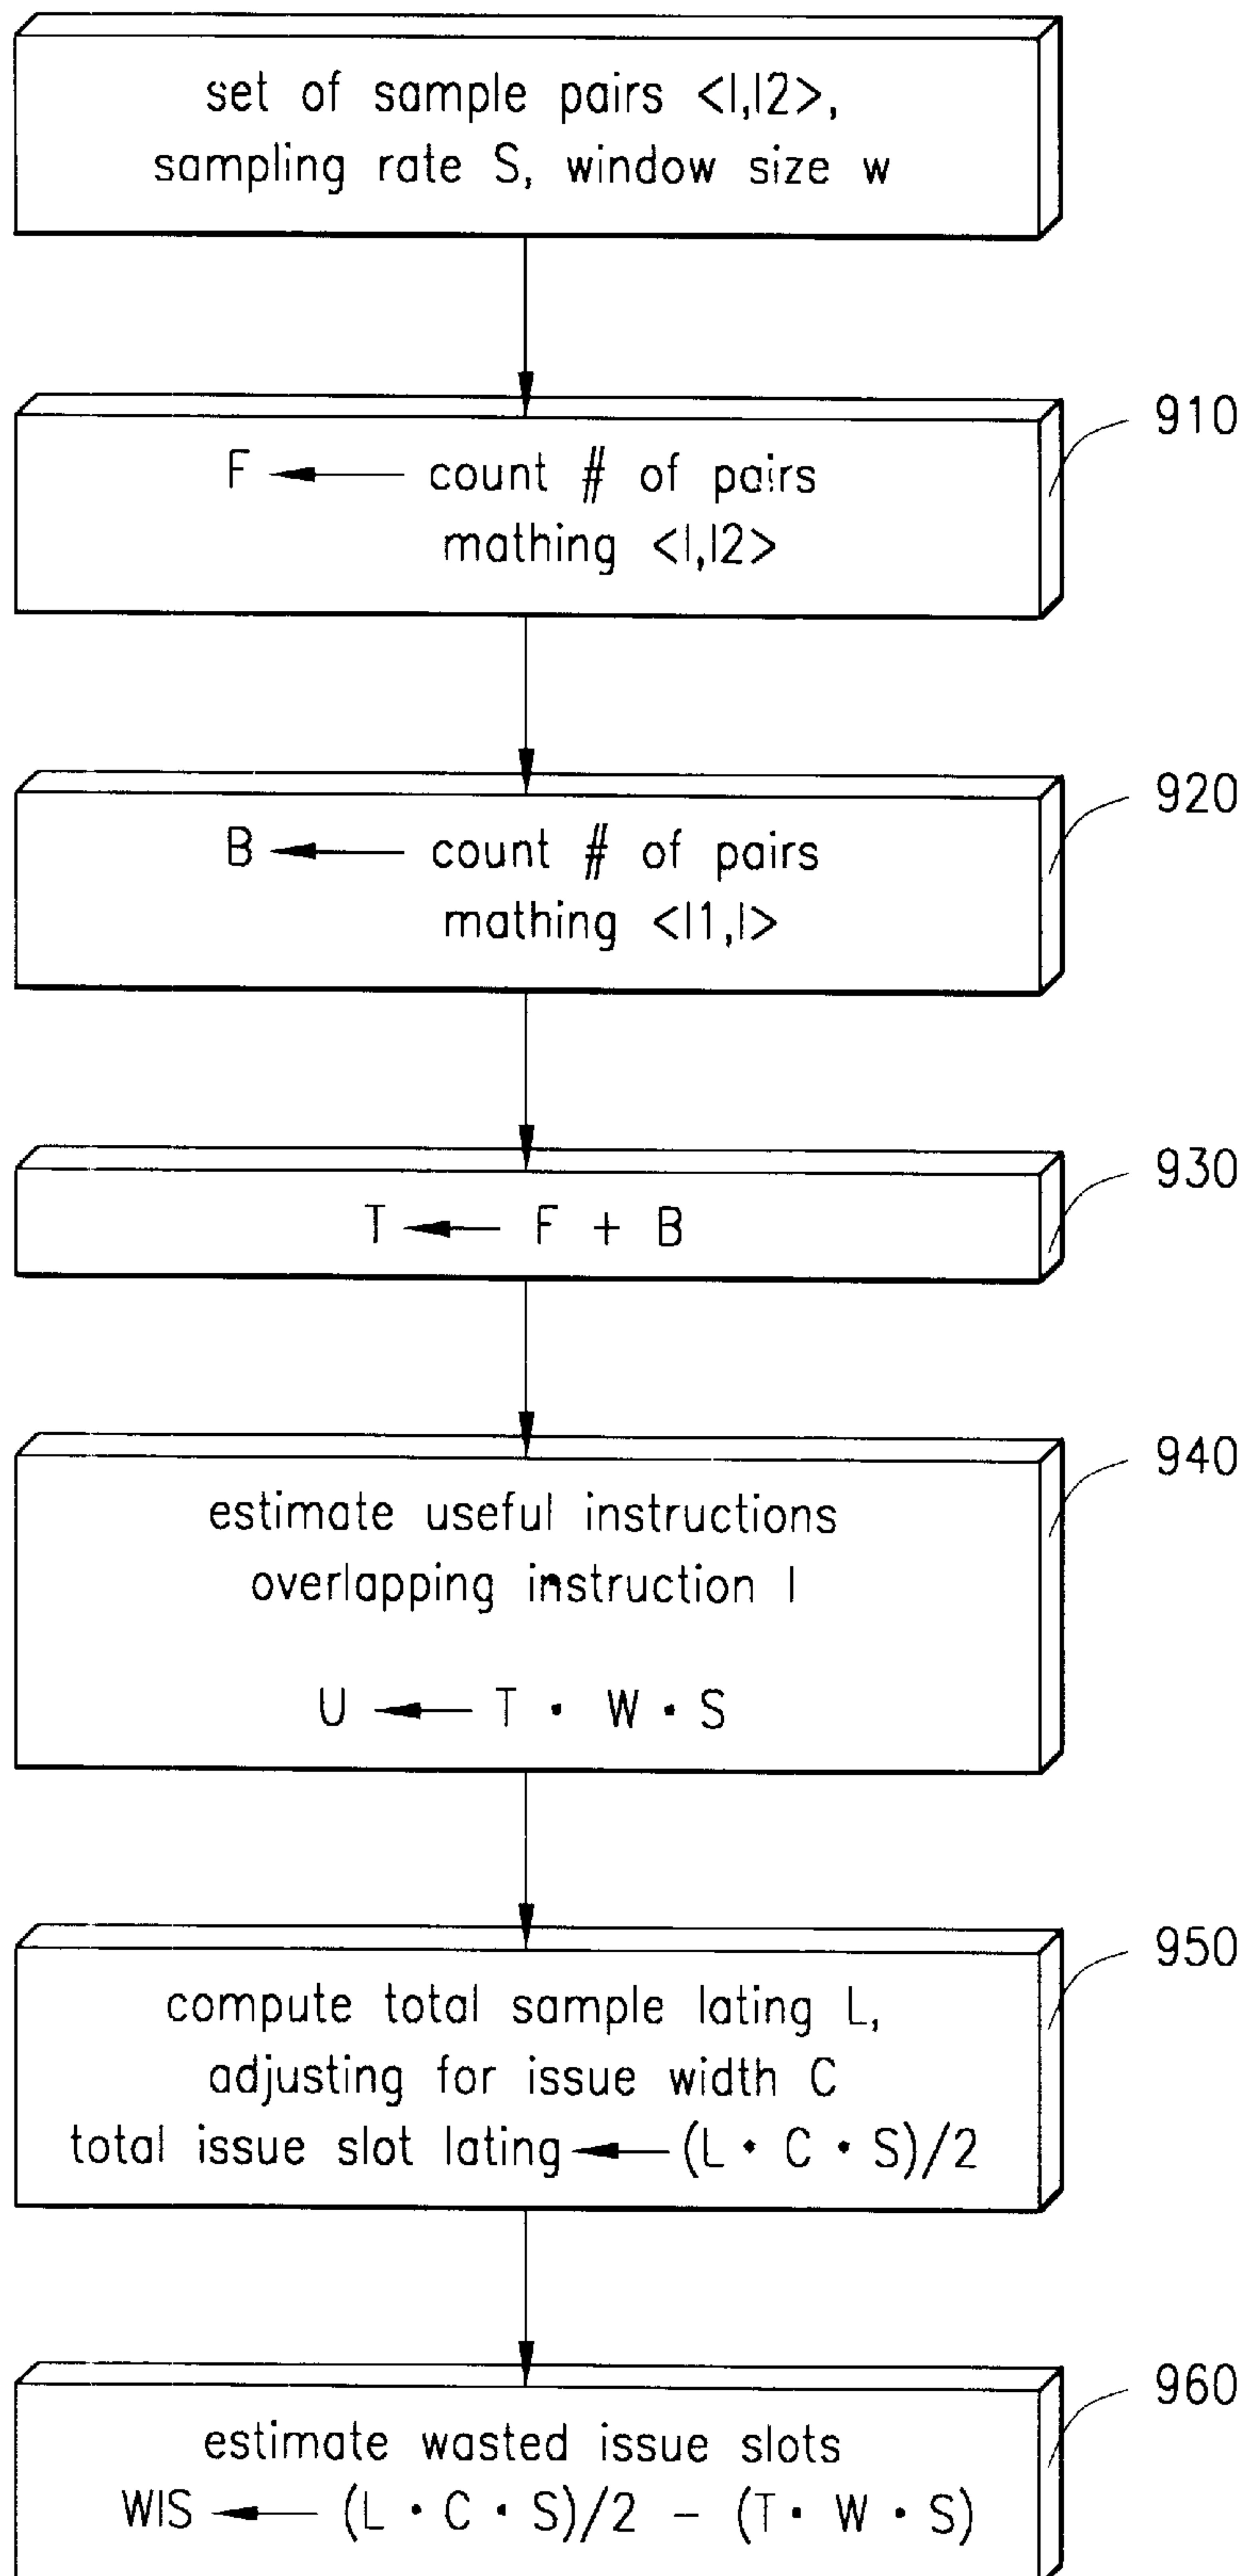 set of sample pairs <I,I2>,
sampling rate S, window size w
910
F ← count # of pairs
mathing <I,I2>
920
B ← count # of pairs
mathing <I1,I>
930
T ← F + B
940
estimate useful instructions
overlapping instruction I
U ← T · W · S
950
compute total sample lating L,
adjusting for issue width C
total issue slot lating ← (L · C · S)/2
960
estimate wasted issue slots
WIS ← (L · C · S)/2 − (T · W · S)